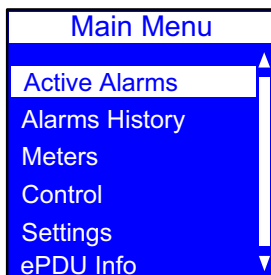 Main Menu
Active Alarms
Alarms History
Meters
Control
Settings
ePDU Info